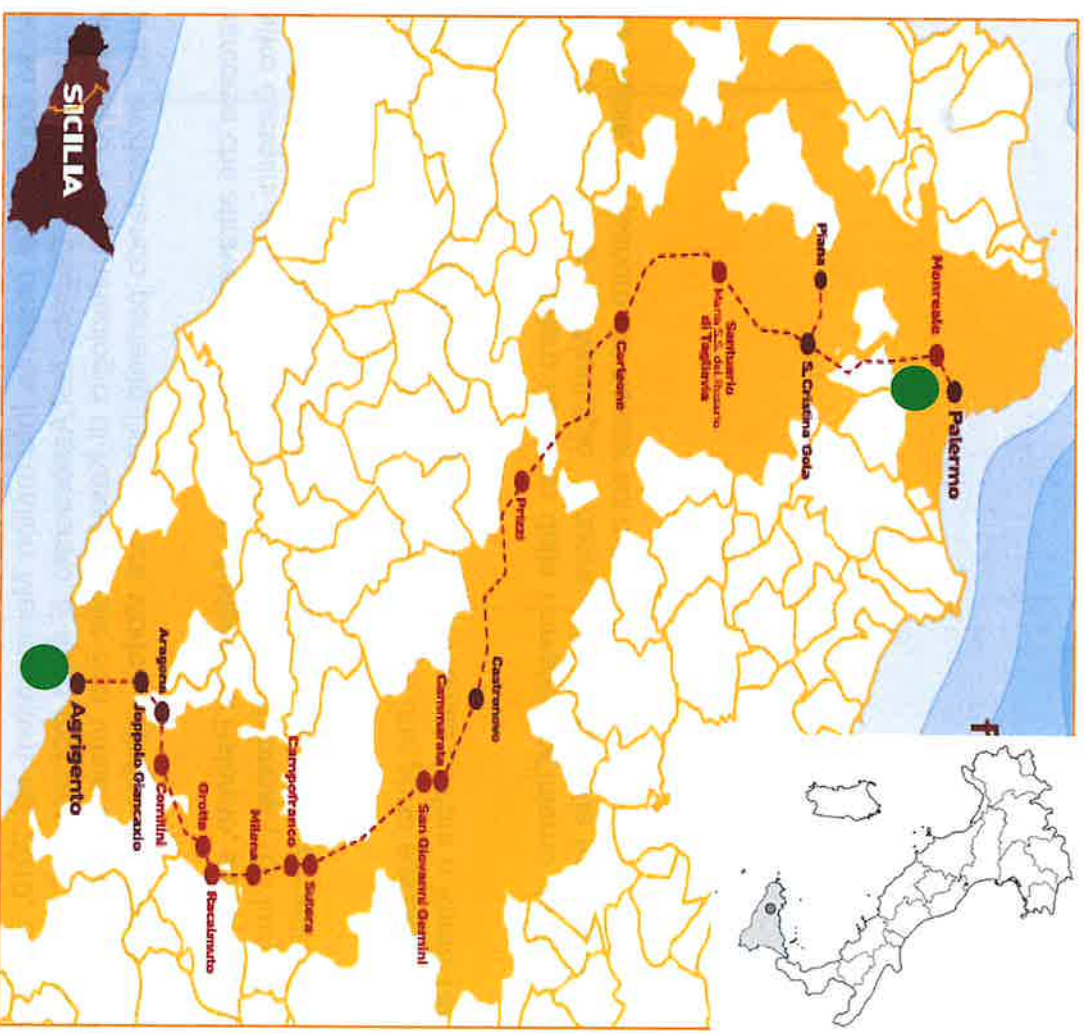 Palermo
Monreale
Piana
S. Cristina Gela
Santuario
Maria S.S. del Rosario
di Tagliavia
Corleone
Prizzi
Castronovo
Cammarata
San Giovanni Gemini
Sutera
Campofranco
Milena
Racalmuto
Grotte
Comitini
Aragona
Joppolo Giancaxio
Agrigento
SICILIA